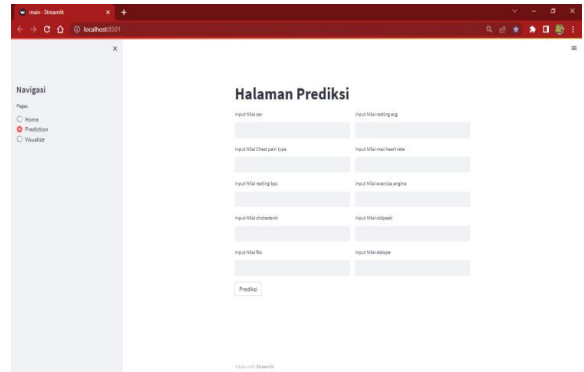 main · Streamlit
localhost:8501
Navigasi
Pages
Home
Prediction
Visualize
Halaman Prediksi
Input Nilai sex
Input Nilai resting ecg
Input Nilai Chest pain type
Input Nilai max heart rate
Input Nilai resting bps
Input Nilai exercise angina
Input Nilai cholesterol
Input Nilai oldpeak
Input Nilai fbs
Input Nilai stslope
Prediksi
Made with Streamlit